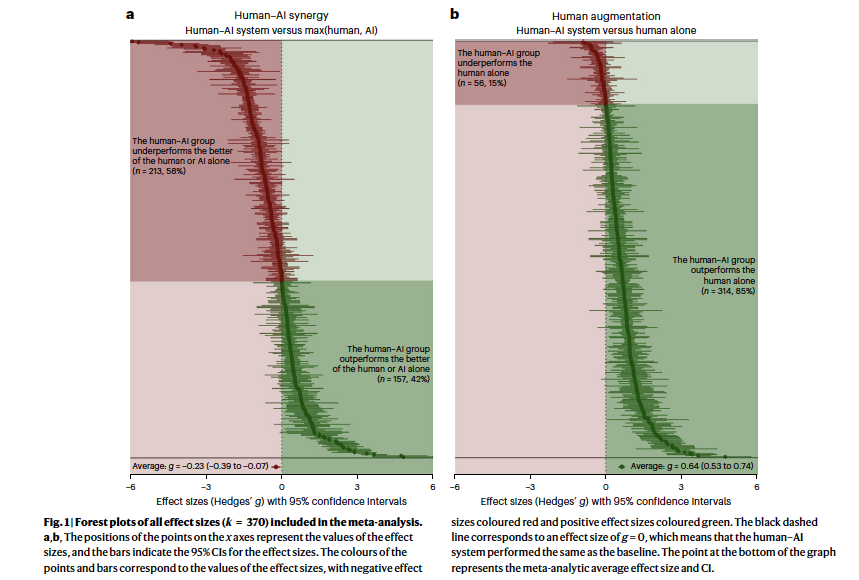 a
Human–AI synergy
Human–AI system versus max(human, AI)
The human–AI group
underperforms the better
of the human or AI alone
(n = 213, 58%)
The human–AI group
outperforms the better
of the human or AI alone
(n = 157, 42%)
Average: g = −0.23 (−0.39 to −0.07)
−6 −3 0 3 6
Effect sizes (Hedges’ g) with 95% confidence intervals
b
Human augmentation
Human–AI system versus human alone
The human–AI group
underperforms the
human alone
(n = 56, 15%)
The human–AI group
outperforms the
human alone
(n = 314, 85%)
Average: g = 0.64 (0.53 to 0.74)
−6 −3 0 3 6
Effect sizes (Hedges’ g) with 95% confidence intervals
Fig. 1 | Forest plots of all effect sizes (k = 370) included in the meta-analysis.
a,b, The positions of the points on the x axes represent the values of the effect
sizes, and the bars indicate the 95% CIs for the effect sizes. The colours of the
points and bars correspond to the values of the effect sizes, with negative effect
sizes coloured red and positive effect sizes coloured green. The black dashed
line corresponds to an effect size of g = 0, which means that the human–AI
system performed the same as the baseline. The point at the bottom of the graph
represents the meta-analytic average effect size and CI.